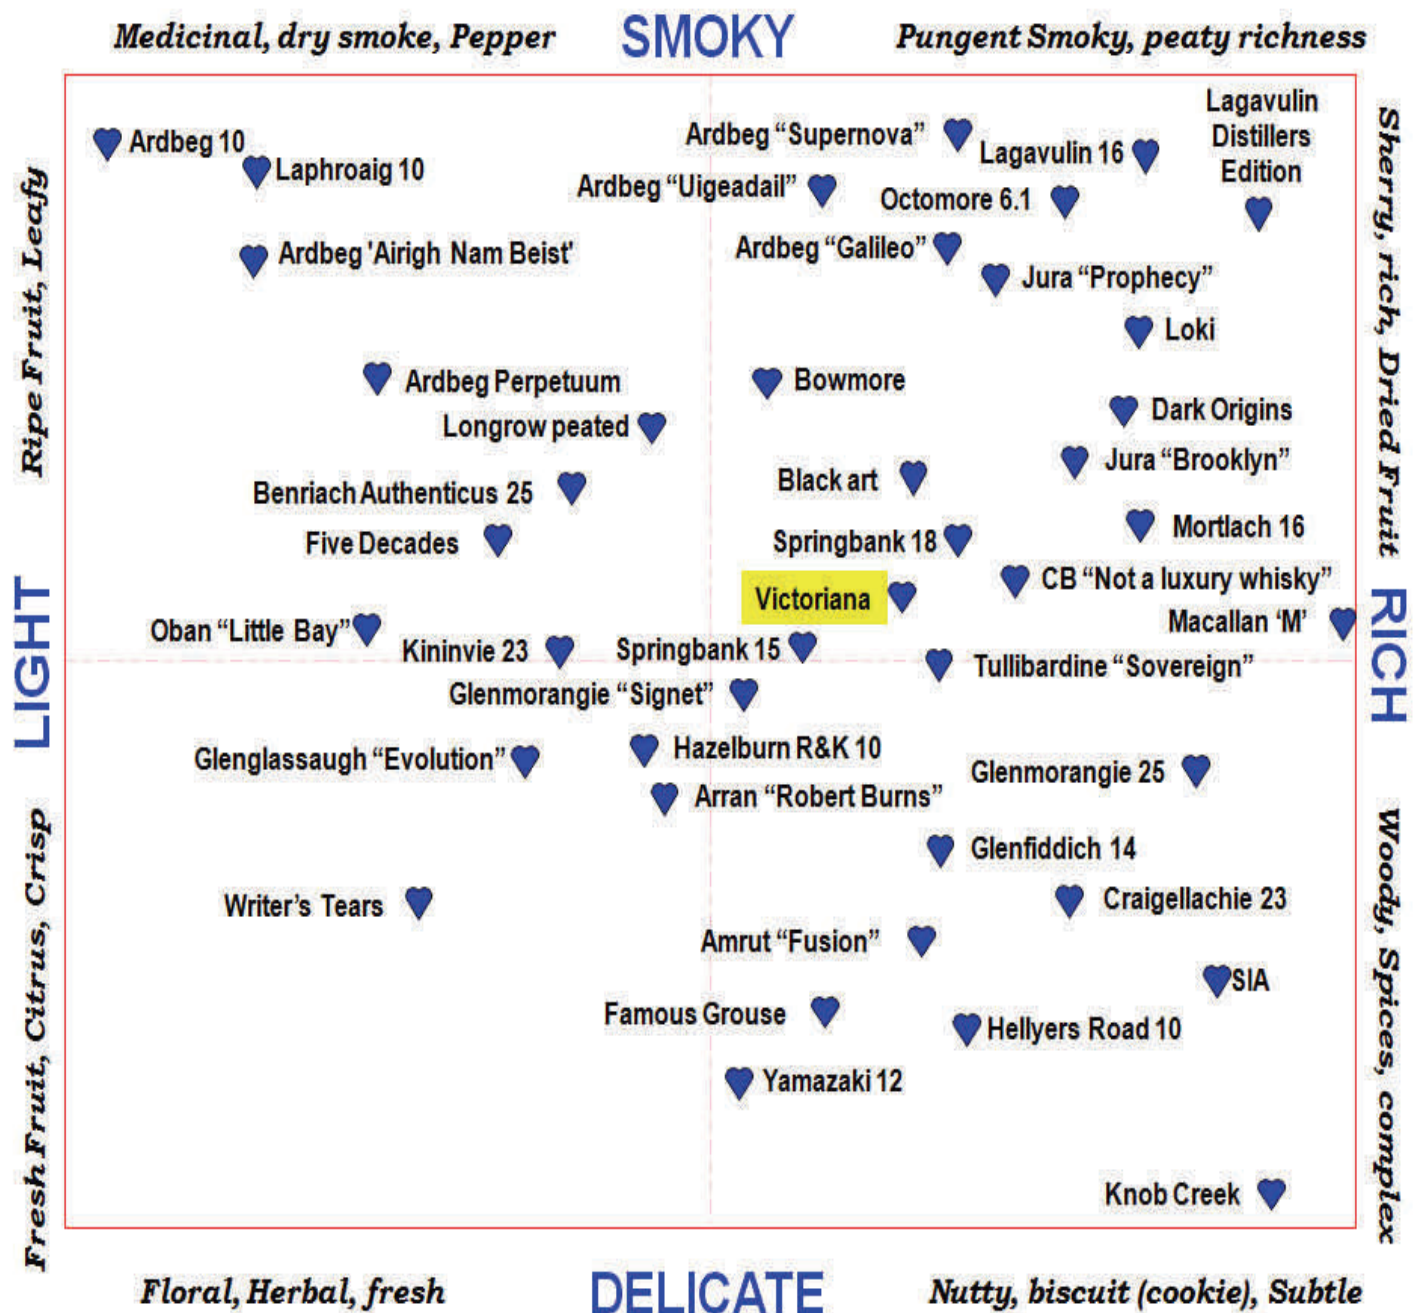 Medicinal, dry smoke, Pepper
SMOKY
Pungent Smoky, peaty richness
Ripe Fruit, Leafy
LIGHT
Fresh Fruit, Citrus, Crisp
Ardbeg 10
Laphroaig 10
Ardbeg 'Airigh Nam Beist'
Ardbeg “Supernova”
Ardbeg “Uigeadail”
Lagavulin 16
Lagavulin
Distillers
Edition
Octomore 6.1
Ardbeg “Galileo”
Jura “Prophecy”
Loki
Ardbeg Perpetuum
Bowmore
Longrow peated
Dark Origins
Jura “Brooklyn”
Black art
Benriach Authenticus 25
Five Decades
Springbank 18
Mortlach 16
CB “Not a luxury whisky”
Victoriana
Macallan ‘M’
Oban “Little Bay”
Kininvie 23
Springbank 15
Tullibardine “Sovereign”
Glenmorangie “Signet”
Hazelburn R&K 10
Glenglassaugh “Evolution”
Glenmorangie 25
Arran “Robert Burns”
Glenfiddich 14
Writer’s Tears
Craigellachie 23
Amrut “Fusion”
SIA
Famous Grouse
Hellyers Road 10
Yamazaki 12
Knob Creek
Sherry, rich, Dried Fruit
RICH
Woody, Spices, complex
Floral, Herbal, fresh
DELICATE
Nutty, biscuit (cookie), Subtle